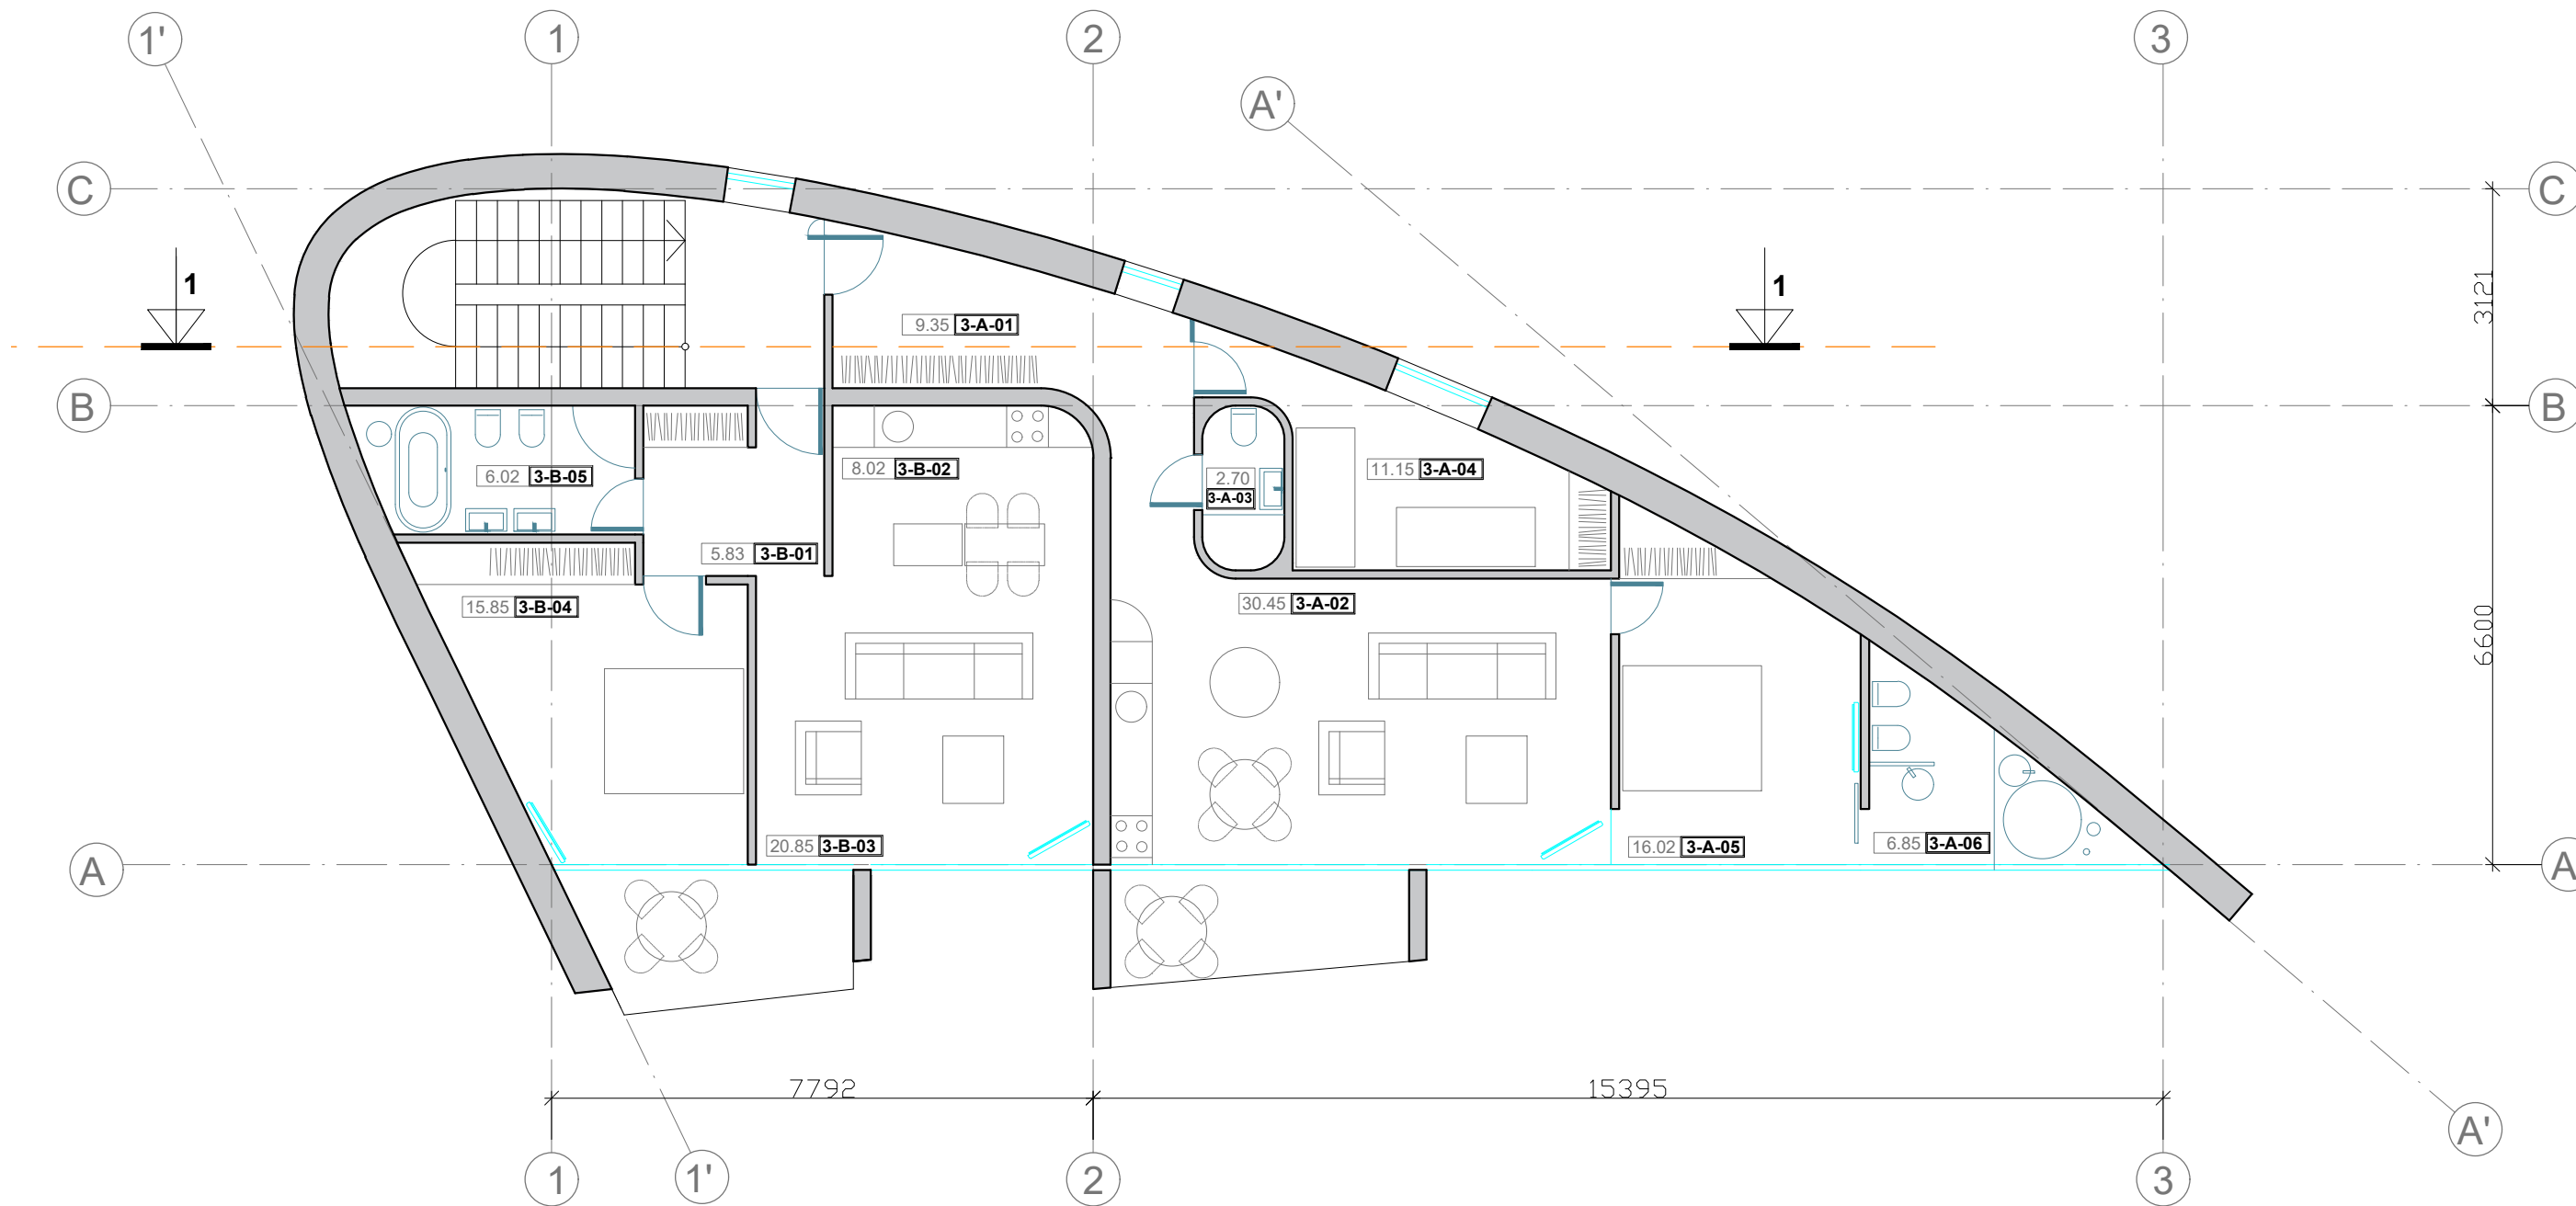 1'
1
2
3
A'
C
C
1
1
3121
9.35 3-A-01
B
B
8.02 3-B-02
11.15 3-A-04
6.02 3-B-05
2.70
3-A-03
5.83 3-B-01
15.85 3-B-04
30.45 3-A-02
6600
20.85 3-B-03
16.02 3-A-05
6.85 3-A-06
A
A
7792
15395
A'
1
1'
2
3